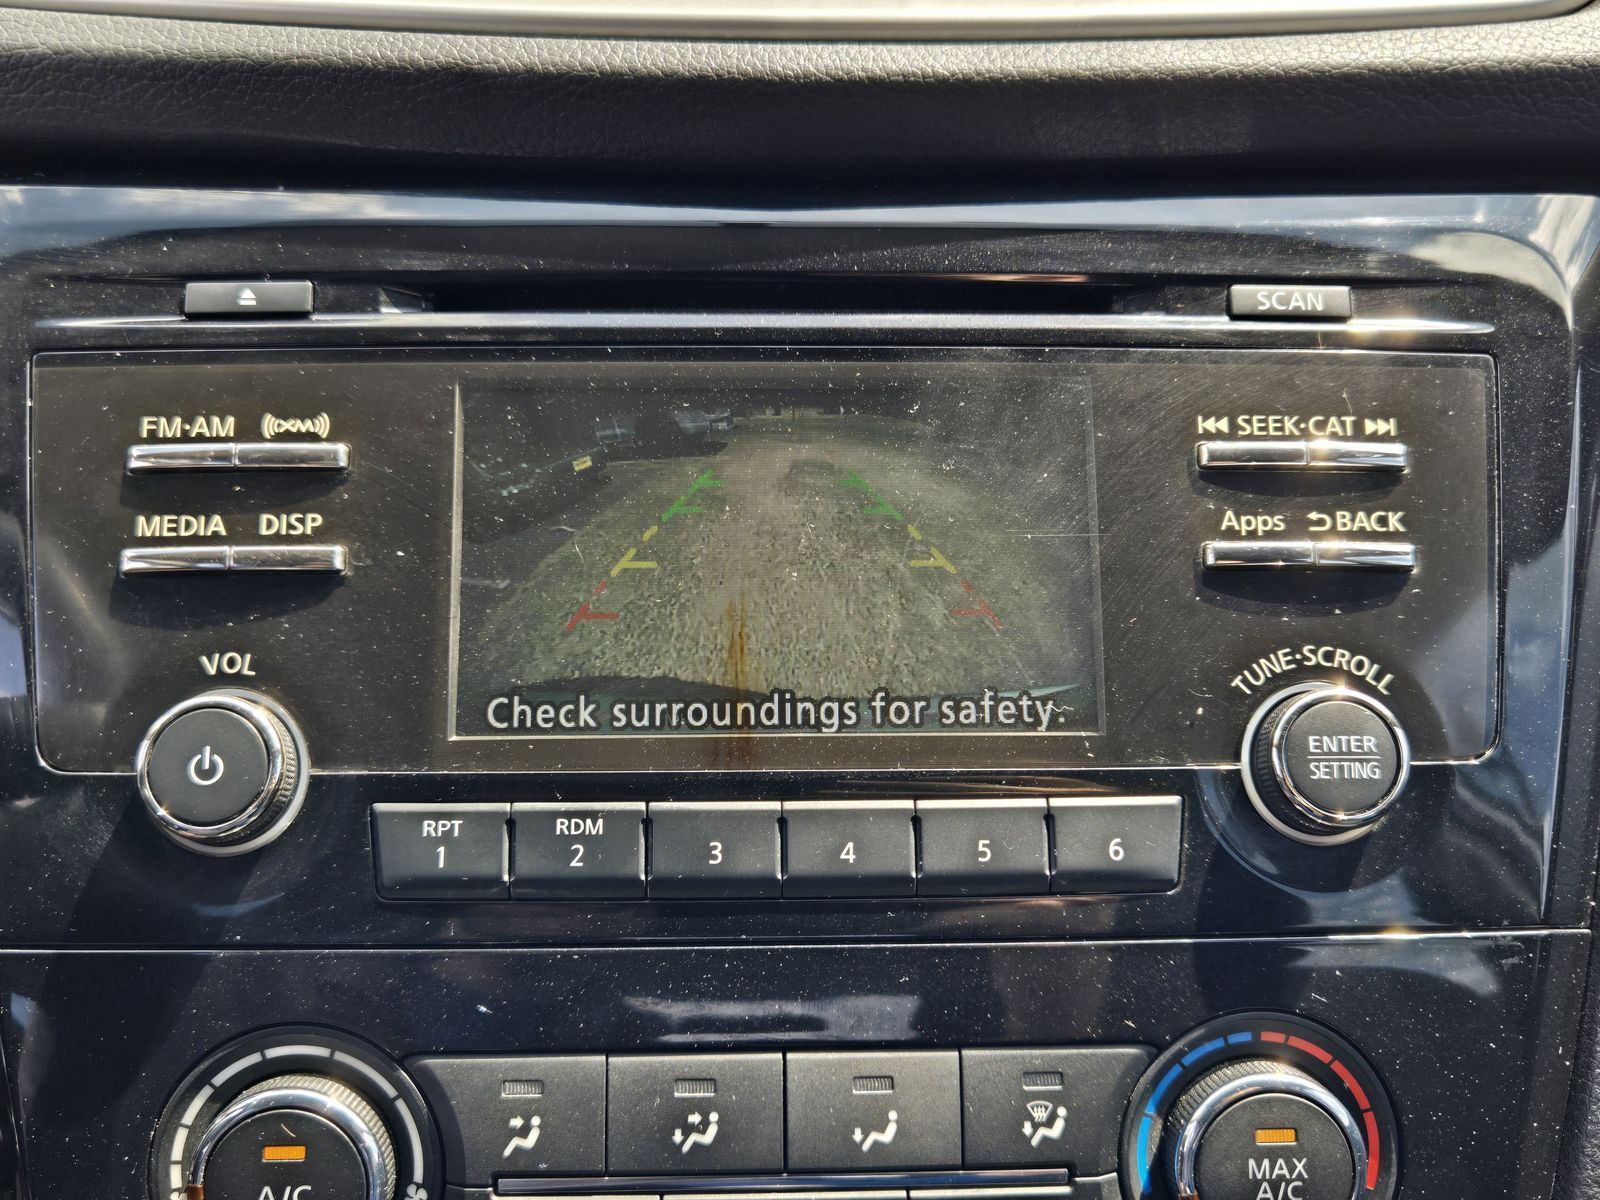 SCAN
FM·AM ((XM))
SEEK·CAT
MEDIA DISP
Apps BACK
VOL
TUNE·SCROLL
Check surroundings for safety.
ENTER
SETTING
RPT
1
RDM
2
3
4
5
6
A/C
MAX
A/C